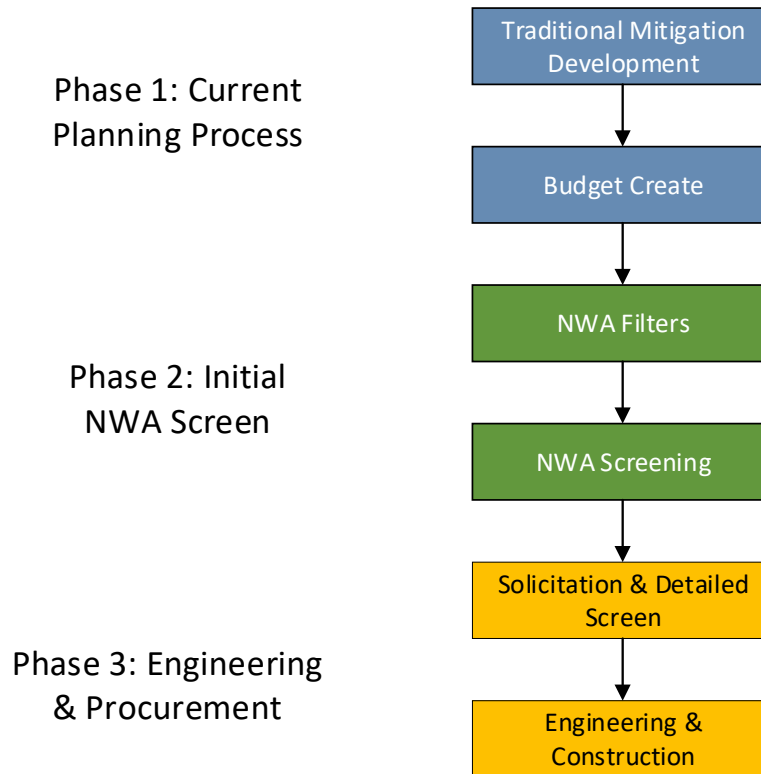 Traditional Mitigation
Development
Phase 1: Current
Planning Process
Budget Create
NWA Filters
Phase 2: Initial
NWA Screen
NWA Screening
Solicitation & Detailed
Screen
Phase 3: Engineering
& Procurement
Engineering &
Construction